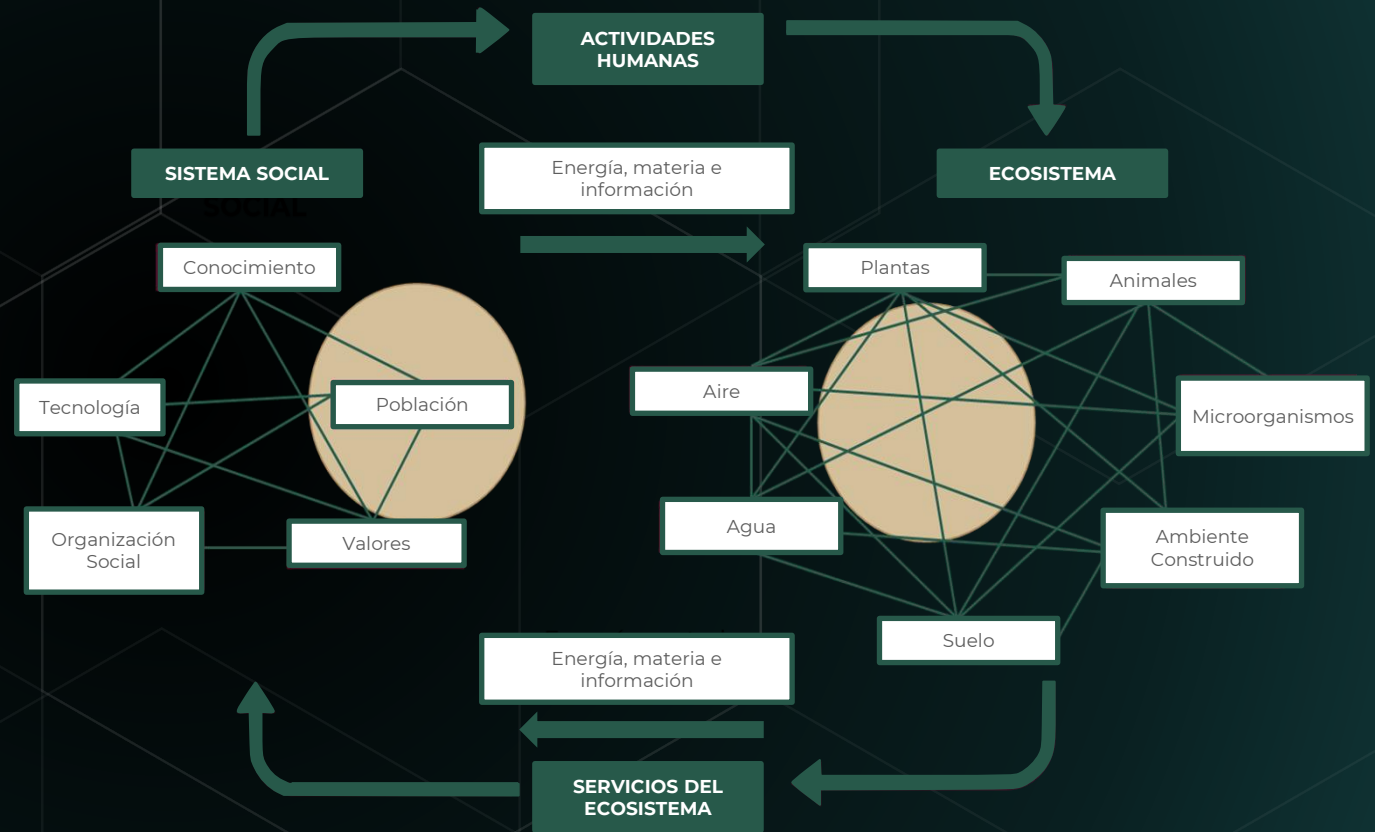 ACTIVIDADES
HUMANAS
SISTEMA SOCIAL
SOCIAL
Energía, materia e
información
ECOSISTEMA
Conocimiento
Plantas
Animales
Tecnología
Población
Aire
Microorganismos
Organización
Social
Valores
Agua
Ambiente
Construido
Suelo
Energía, materia e
información
SERVICIOS DEL
ECOSISTEMA